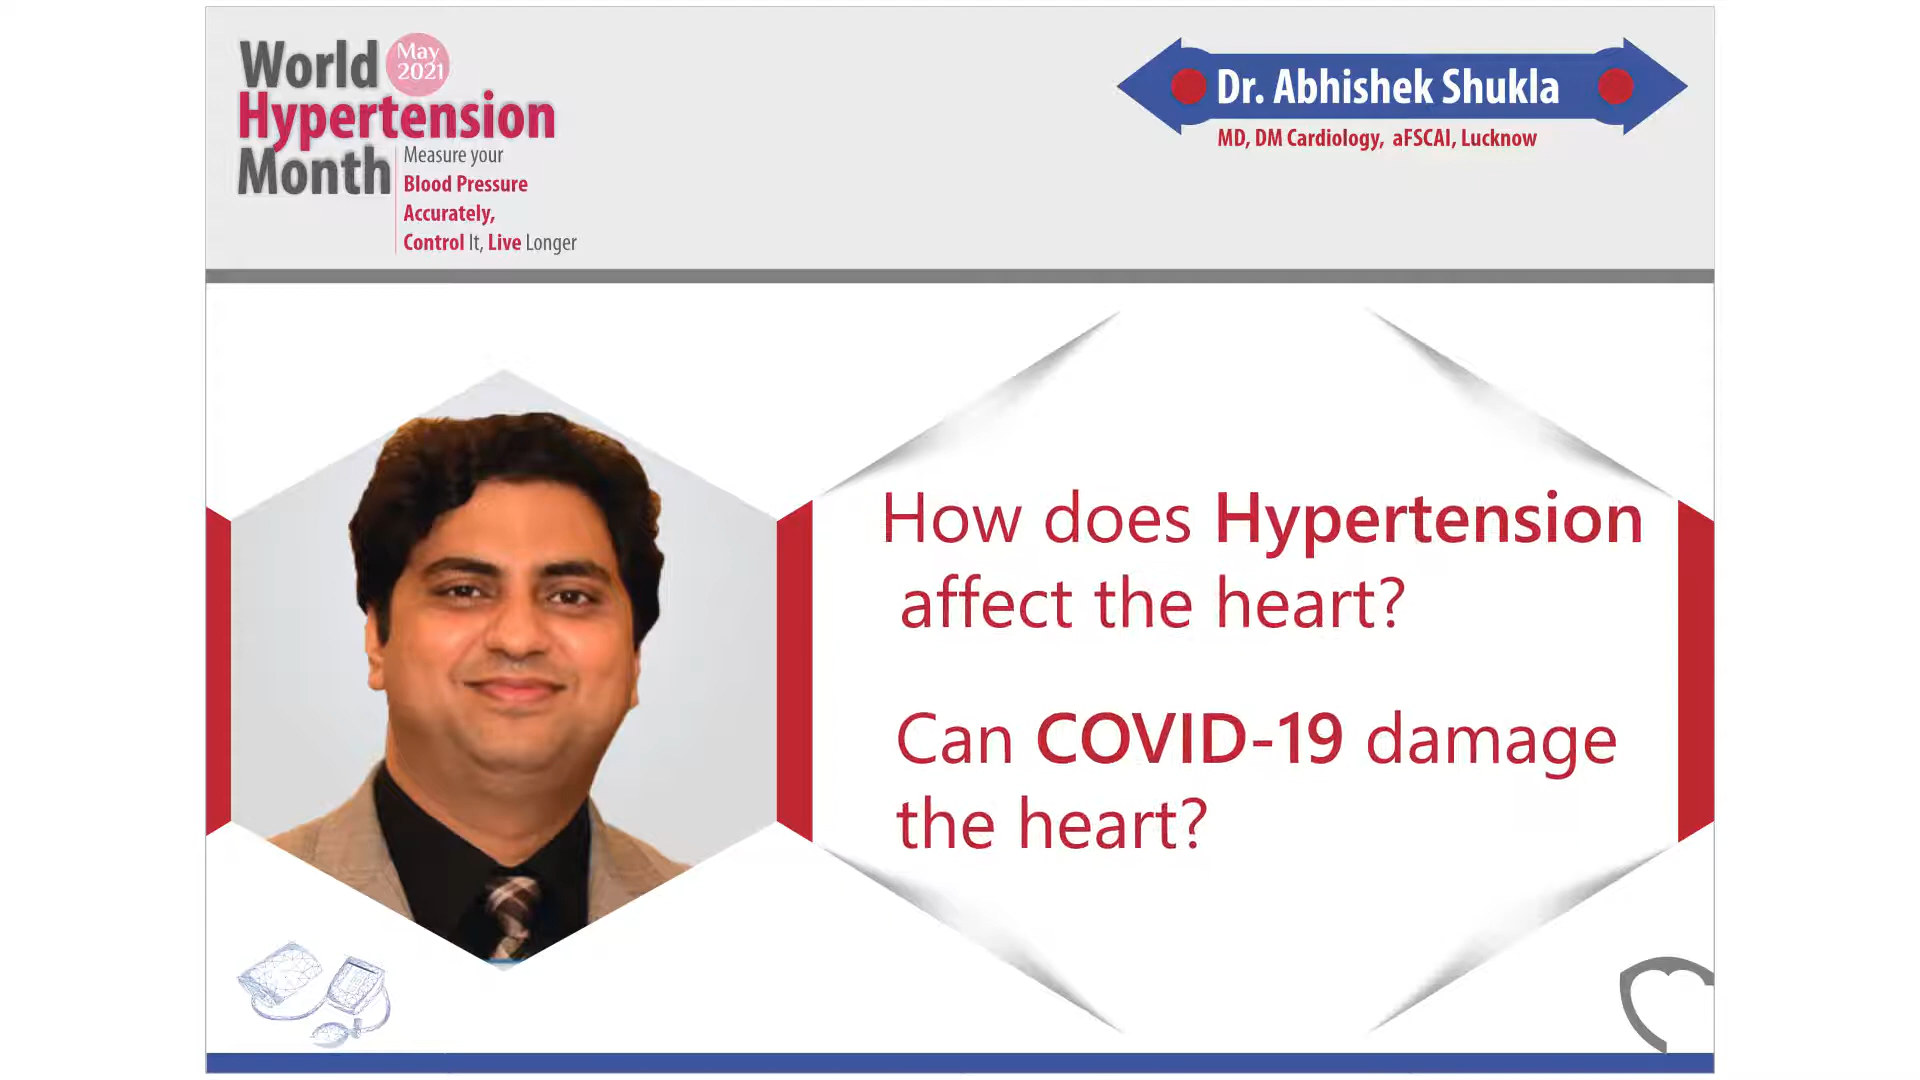 World
May
2021
Hypertension
Month
Measure your
Blood Pressure
Accurately,
Control It, Live Longer
Dr. Abhishek Shukla
MD, DM Cardiology, aFSCAI, Lucknow
How does Hypertension
affect the heart?
Can COVID-19 damage
the heart?